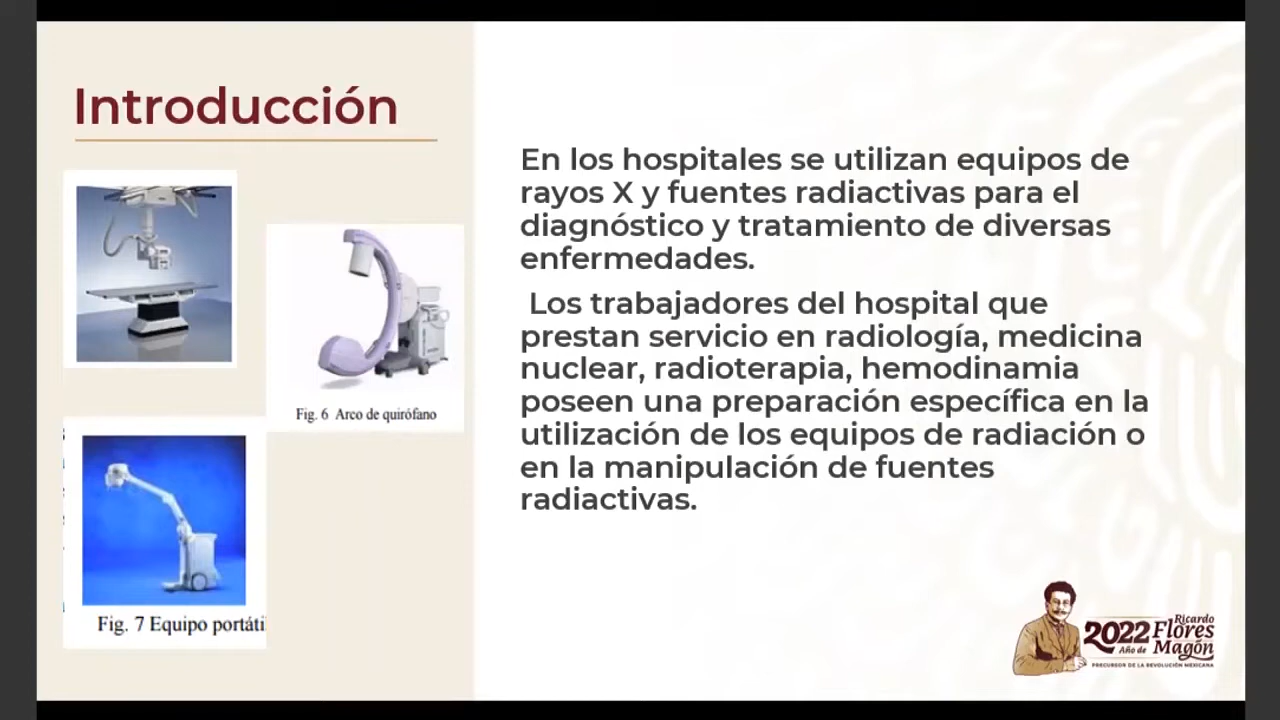 Introducción
En los hospitales se utilizan equipos de
rayos X y fuentes radiactivas para el
diagnóstico y tratamiento de diversas
enfermedades.
Los trabajadores del hospital que
prestan servicio en radiología, medicina
nuclear, radioterapia, hemodinamia
poseen una preparación específica en la
utilización de los equipos de radiación o
en la manipulación de fuentes
radiactivas.
Fig. 6 Arco de quirófano
Fig. 7 Equipo portáti
2022 Ricardo
Flores
Año de Magón
PRECURSOR DE LA REVOLUCIÓN MEXICANA